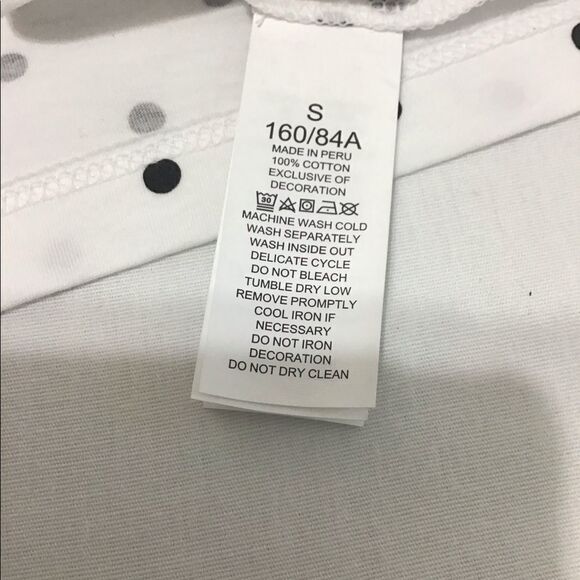 S
160/84A
MADE IN PERU
100% COTTON
EXCLUSIVE OF
DECORATION
30
MACHINE WASH COLD
WASH SEPARATELY
WASH INSIDE OUT
DELICATE CYCLE
DO NOT BLEACH
TUMBLE DRY LOW
REMOVE PROMPTLY
COOL IRON IF
NECESSARY
DO NOT IRON
DECORATION
DO NOT DRY CLEAN